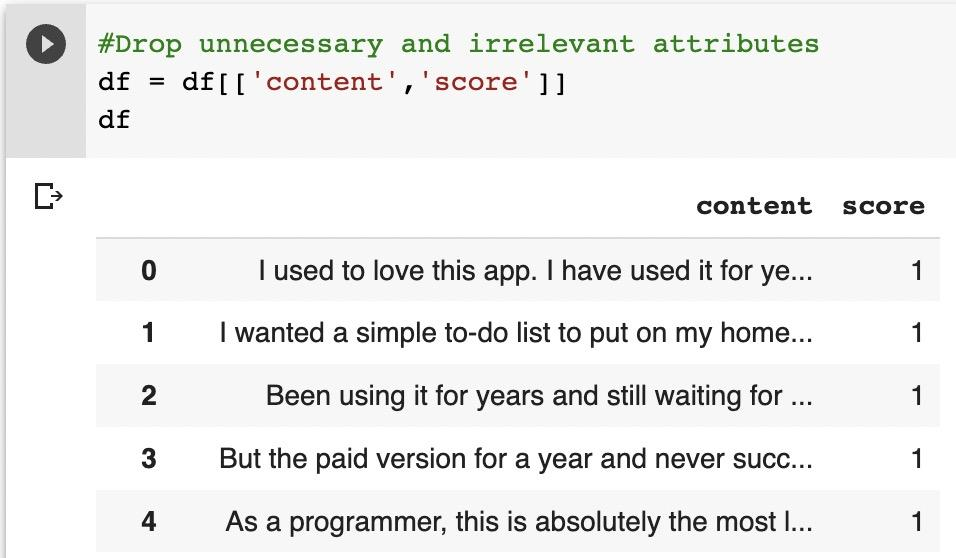 #Drop unnecessary and irrelevant attributes
df = df[['content','score']]
df
content score
0 I used to love this app. I have used it for ye... 1
1 I wanted a simple to-do list to put on my home... 1
2 Been using it for years and still waiting for ... 1
3 But the paid version for a year and never succ... 1
4 As a programmer, this is absolutely the most l... 1